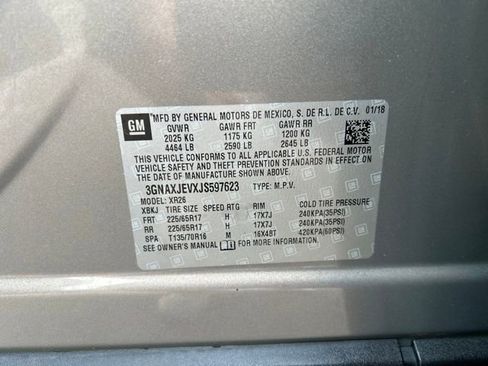 GM
MFD BY GENERAL MOTORS DE MEXICO, S. DE R.L. DE C.V. 01/18
GVWR GAWR FRT GAWR RR
2025 KG 1175 KG 1200 KG
4464 LB 2590 LB 2645 LB
THIS VEHICLE CONFORMS TO ALL APPLICABLE U.S. FEDERAL MOTOR
VEHICLE SAFETY AND THEFT PREVENTION STANDARDS IN EFFECT ON
THE DATE OF MANUFACTURE SHOWN ABOVE.
3GNAXJEVXJS597623 TYPE: M.P.V.
MODEL: XR26
XBKJ TIRE SIZE SPEED RTG RIM COLD TIRE PRESSURE
FRT 225/65R17 H 17X7J 240KPA(35PSI)
RR 225/65R17 H 17X7J 240KPA(35PSI)
SPA T135/70R16 M 16X4BT 420KPA(60PSI)
SEE OWNER'S MANUAL FOR MORE INFORMATION.